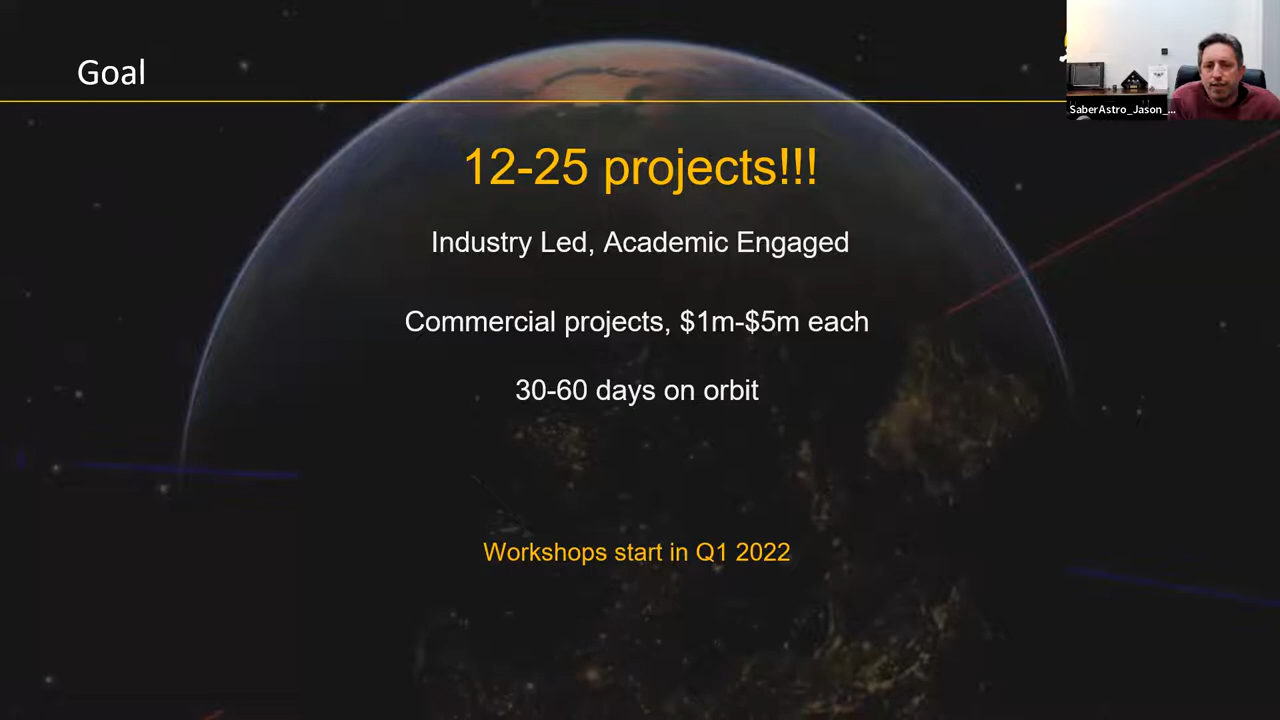 Goal
12-25 projects!!!
Industry Led, Academic Engaged
Commercial projects, $1m-$5m each
30-60 days on orbit
Workshops start in Q1 2022
SaberAstro_Jason_...